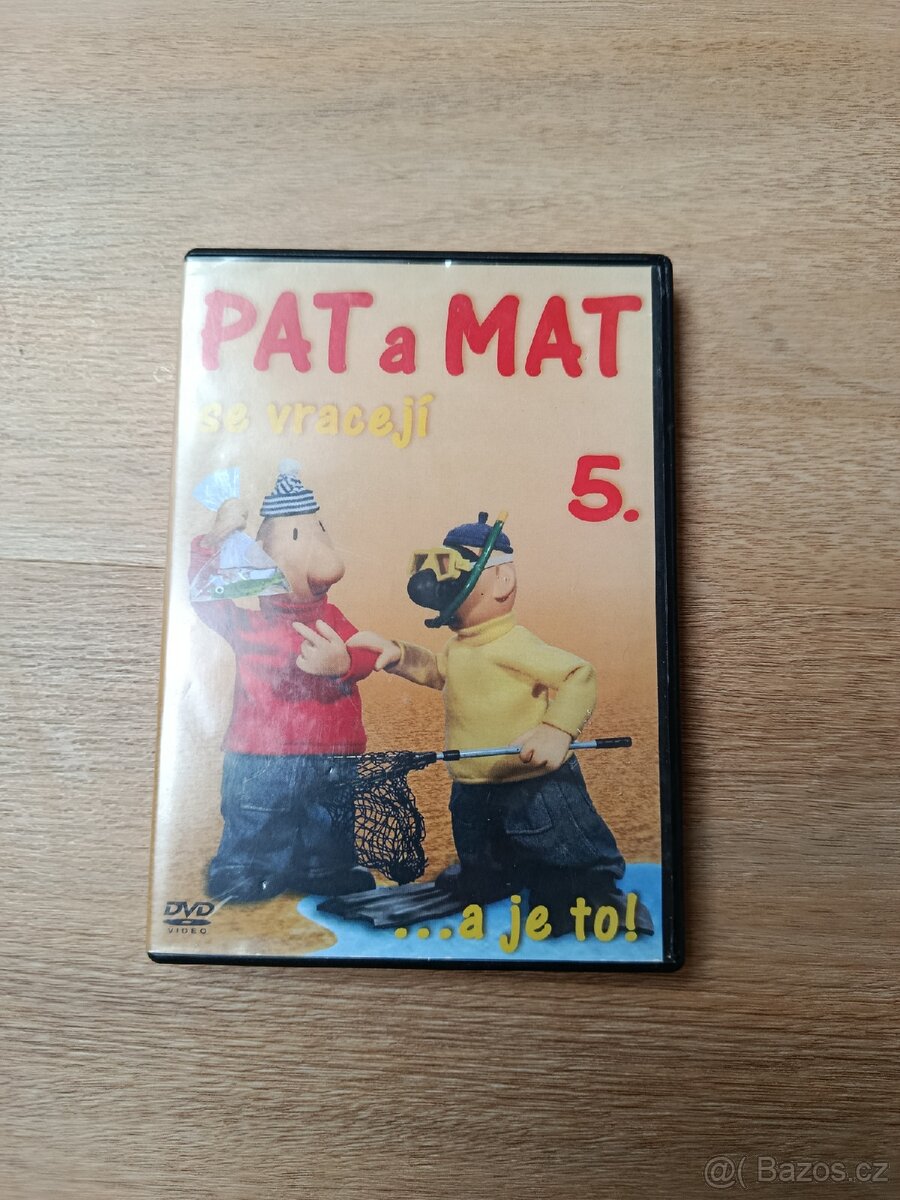 PAT a MAT
se vracejí
5.
DVD
VIDEO
...a je to!
@( Bazos.cz